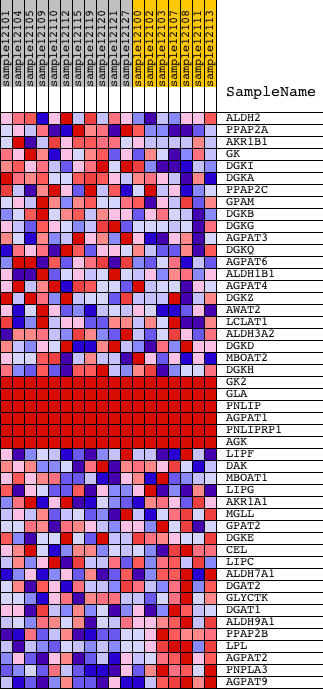 sample12101
sample12104
sample12105
sample12109
sample12110
sample12112
sample12115
sample12119
sample12120
sample12121
sample12127
sample12100
sample12102
sample12103
sample12107
sample12108
sample12111
sample12113
SampleName
ALDH2
PPAP2A
AKR1B1
GK
DGKI
DGKA
PPAP2C
GPAM
DGKB
DGKG
AGPAT3
DGKQ
AGPAT6
ALDH1B1
AGPAT4
DGKZ
AWAT2
LCLAT1
ALDH3A2
DGKD
MBOAT2
DGKH
GK2
GLA
PNLIP
AGPAT1
PNLIPRP1
AGK
LIPF
DAK
MBOAT1
LIPG
AKR1A1
MGLL
GPAT2
DGKE
CEL
LIPC
ALDH7A1
DGAT2
GLYCTK
DGAT1
ALDH9A1
PPAP2B
LPL
AGPAT2
PNPLA3
AGPAT9